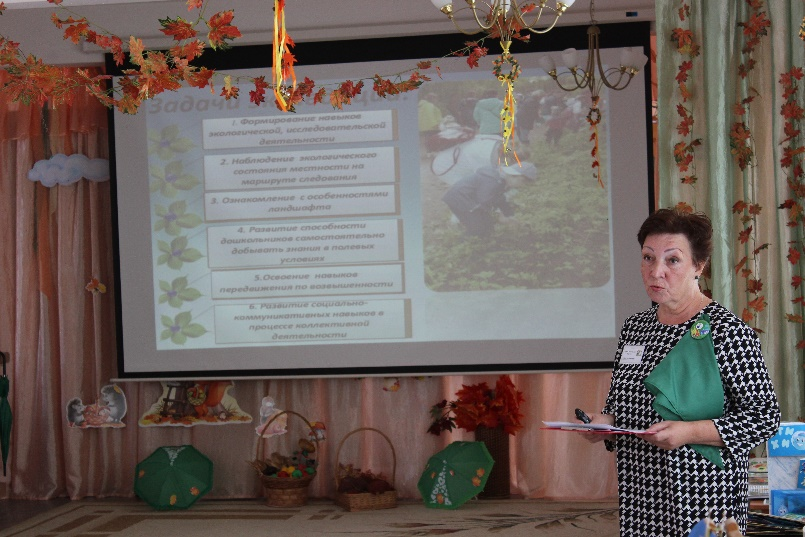 Задачи
1. Формирование навыков
экологической, исследовательской
деятельности
2. Наблюдение экологического
состояния местности на
маршруте следования
3. Ознакомление с особенностями
ландшафта
4. Развитие способности
дошкольников самостоятельно
добывать знания в полевых
условиях
5. Освоение навыков
передвижения по возвышенности
6. Развитие социально-
коммуникативных навыков в
процессе коллективной
деятельности